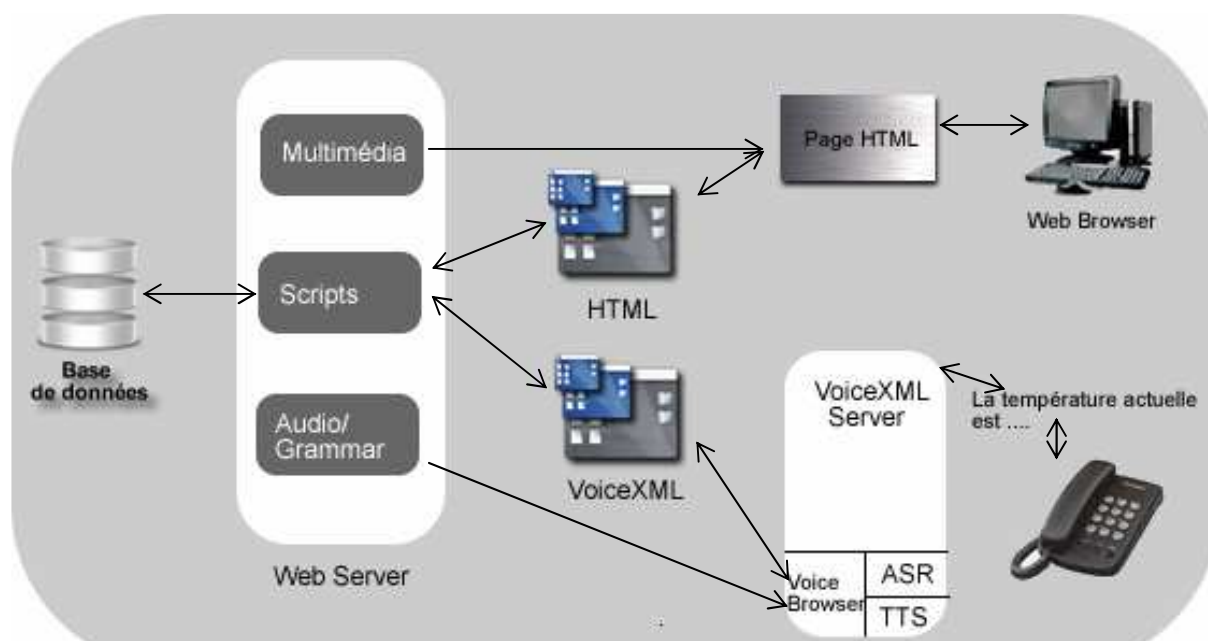 Multimédia
Page HTML
Web Browser
Scripts
HTML
Base
de données
VoiceXML
Server
La température actuelle
est ....
Audio/
Grammar
VoiceXML
Web Server
Voice
Browser
ASR
TTS